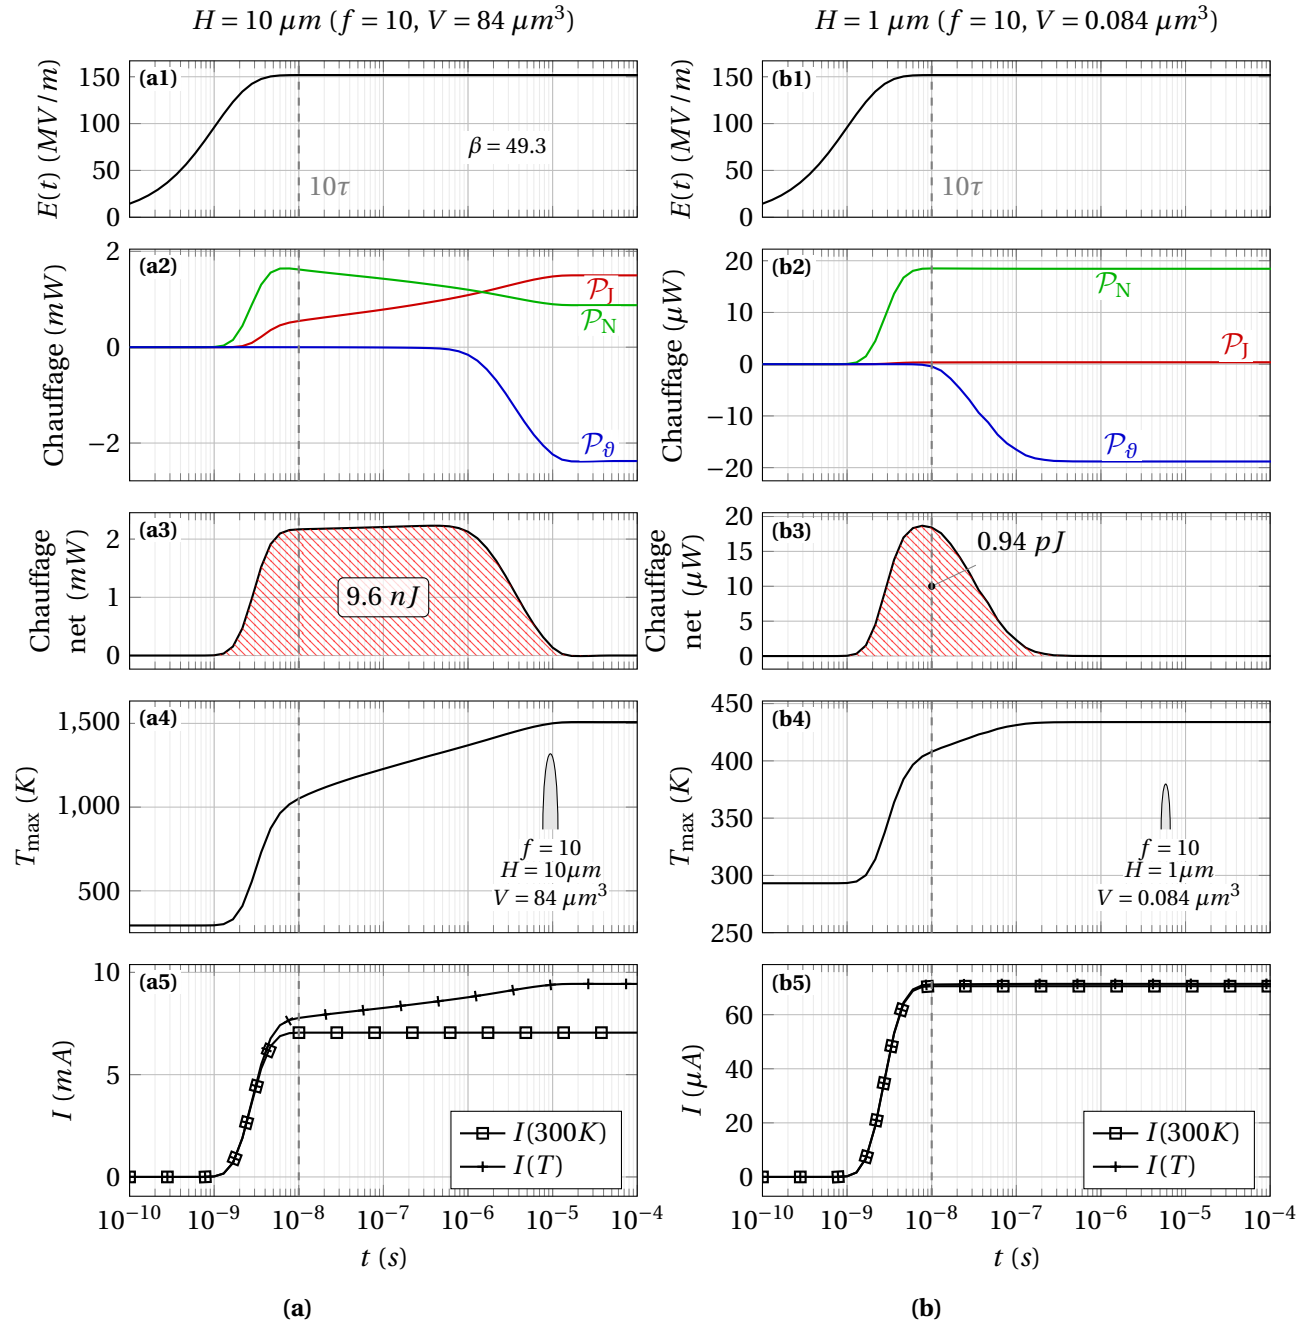 H = 10 µm (f = 10, V = 84 µm³)
H = 1 µm (f = 10, V = 0.084 µm³)
E(t) (MV/m)
150
100
50
0
(a1)
β = 49.3
10τ
E(t) (MV/m)
150
100
50
0
(b1)
10τ
Chauffage (mW)
2
0
−2
(a2)
𝒫_J
𝒫_N
𝒫_ϑ
Chauffage (µW)
20
10
0
−10
−20
(b2)
𝒫_N
𝒫_J
𝒫_ϑ
Chauffage
net (mW)
2
1
0
(a3)
9.6 nJ
Chauffage
net (µW)
20
15
10
5
0
(b3)
0.94 pJ
T_max (K)
1,500
1,000
500
(a4)
f = 10
H = 10µm
V = 84 µm³
T_max (K)
450
400
350
300
250
(b4)
f = 10
H = 1µm
V = 0.084 µm³
I (mA)
10
5
0
(a5)
I(300K)
I(T)
10⁻¹⁰ 10⁻⁹ 10⁻⁸ 10⁻⁷ 10⁻⁶ 10⁻⁵ 10⁻⁴
t (s)
I (µA)
60
40
20
0
(b5)
I(300K)
I(T)
10⁻¹⁰ 10⁻⁹ 10⁻⁸ 10⁻⁷ 10⁻⁶ 10⁻⁵ 10⁻⁴
t (s)
(a)
(b)